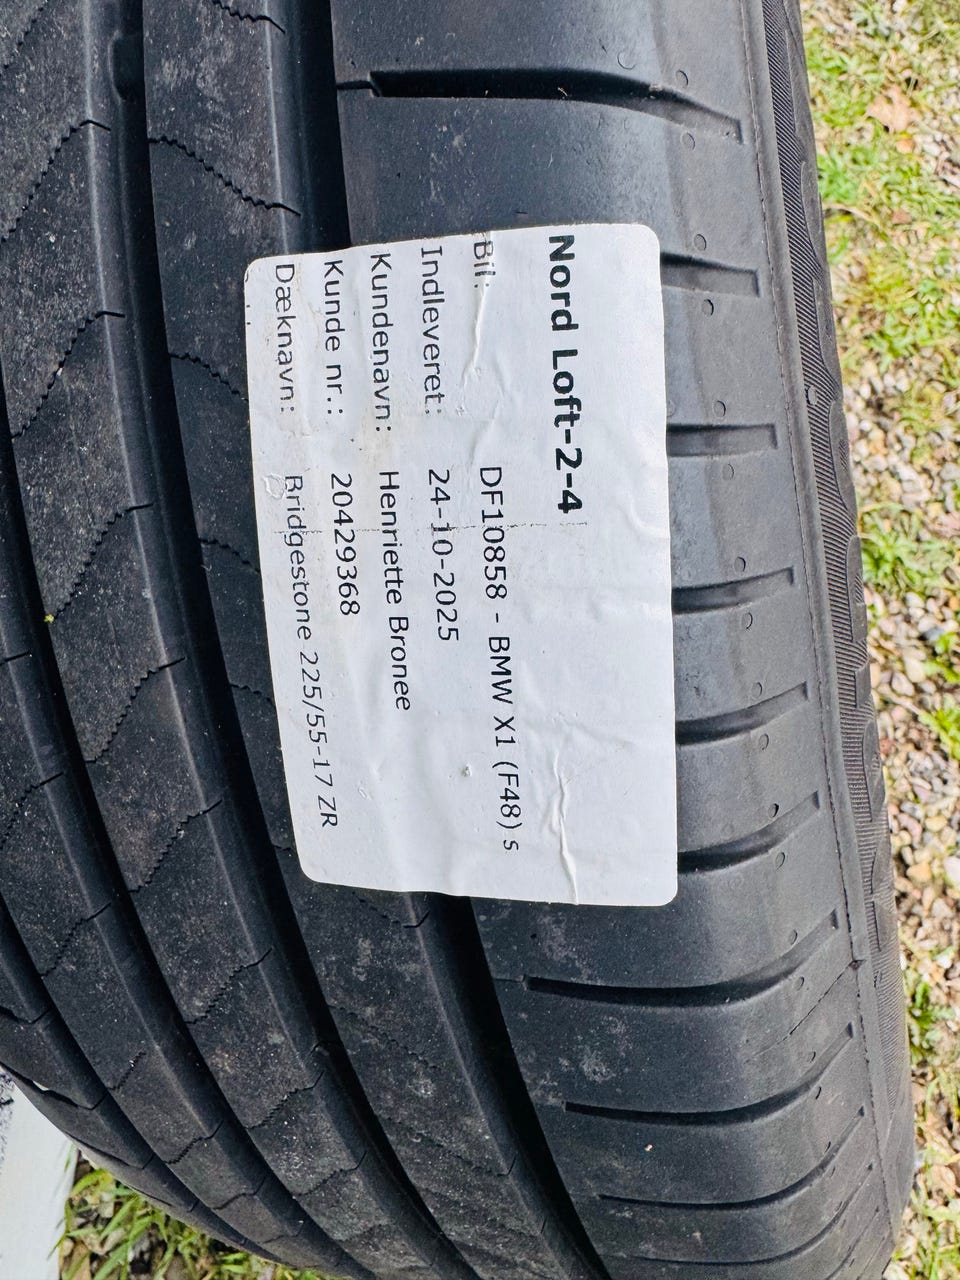 Nord Loft-2-4
Bil: DF10858 - BMW X1 (F48) s
Indleveret: 24-10-2025
Kundenavn: Henriette Bronee
Kunde nr.: 20429368
Dæknavn: Bridgestone 225/55-17 ZR